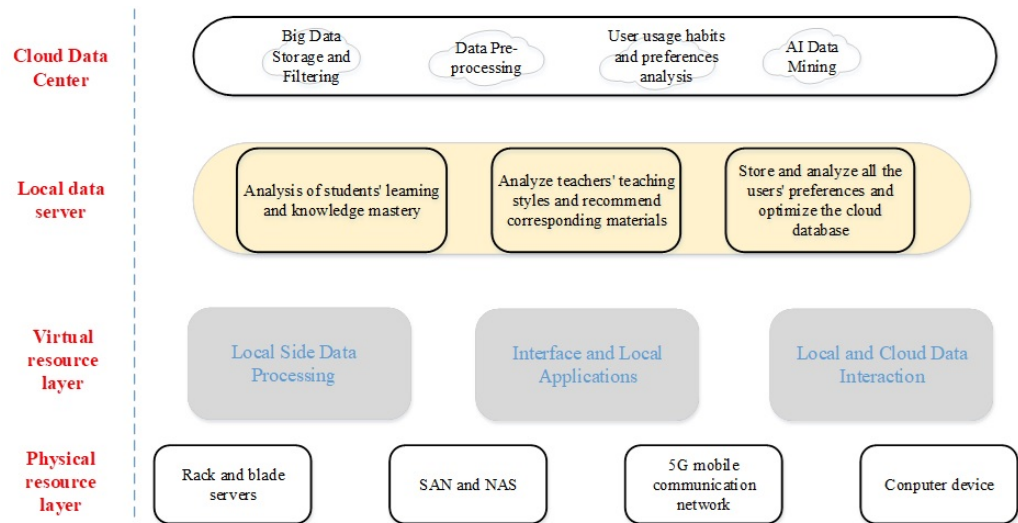 Cloud Data
Center
Big Data
Storage and
Filtering
Data Pre-
processing
User usage habits
and preferences
analysis
AI Data
Mining
Local data
server
Analysis of students' learning
and knowledge mastery
Analyze teachers' teaching
styles and recommend
corresponding materials
Store and analyze all the
users' preferences and
optimize the cloud
database
Virtual
resource
layer
Local Side Data
Processing
Interface and Local
Applications
Local and Cloud Data
Interaction
Physical
resource
layer
Rack and blade
servers
SAN and NAS
5G mobile
communication
network
Conputer device